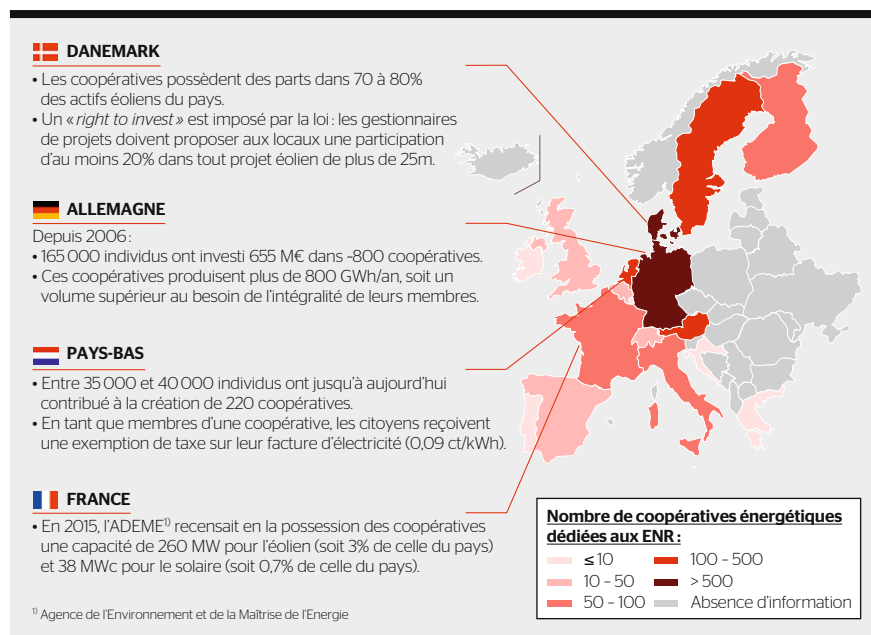 DANEMARK
• Les coopératives possèdent des parts dans 70 à 80%
des actifs éoliens du pays.
• Un « right to invest » est imposé par la loi : les gestionnaires
de projets doivent proposer aux locaux une participation
d'au moins 20% dans tout projet éolien de plus de 25m.
ALLEMAGNE
Depuis 2006 :
• 165 000 individus ont investi 655 M€ dans ~800 coopératives.
• Ces coopératives produisent plus de 800 GWh/an, soit un
volume supérieur au besoin de l'intégralité de leurs membres.
PAYS-BAS
• Entre 35 000 et 40 000 individus ont jusqu'à aujourd'hui
contribué à la création de 220 coopératives.
• En tant que membres d'une coopérative, les citoyens reçoivent
une exemption de taxe sur leur facture d'électricité (0,09 ct/kWh).
FRANCE
• En 2015, l'ADEME¹⁾ recensait en la possession des coopératives
une capacité de 260 MW pour l'éolien (soit 3% de celle du pays)
et 38 MWc pour le solaire (soit 0,7% de celle du pays).
¹⁾ Agence de l'Environnement et de la Maîtrise de l'Energie
Nombre de coopératives énergétiques
dédiées aux ENR :
≤ 10
10 - 50
50 - 100
100 - 500
> 500
Absence d'information